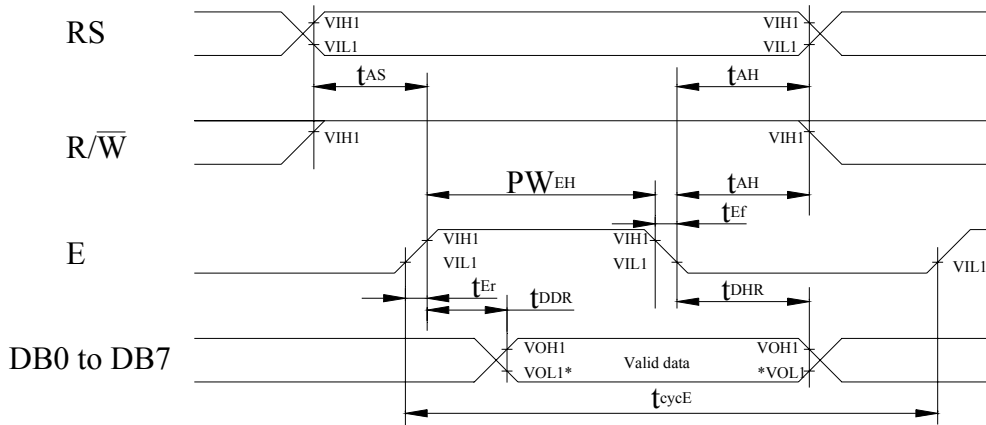 RS
VIH1
VIL1
VIH1
VIL1
tAS
tAH
R/W̅
VIH1
VIH1
PWEH
tAH
tEf
E
VIH1
VIL1
VIH1
VIL1
VIL1
tEr
tDDR
tDHR
DB0 to DB7
VOH1
VOL1*
Valid data
VOH1
*VOL1
tcycE